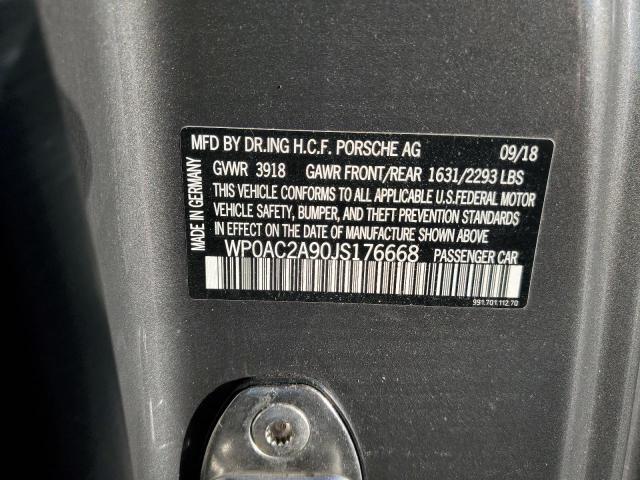 MFD BY DR.ING H.C.F. PORSCHE AG 09/18
GVWR 3918 GAWR FRONT/REAR 1631/2293 LBS
THIS VEHICLE CONFORMS TO ALL APPLICABLE U.S.FEDERAL MOTOR
VEHICLE SAFETY, BUMPER, AND THEFT PREVENTION STANDARDS
IN EFFECT ON THE DATE OF MANUFACTURE SHOWN ABOVE.
WP0AC2A90JS176668 PASSENGER CAR
MADE IN GERMANY
991.701.112.70